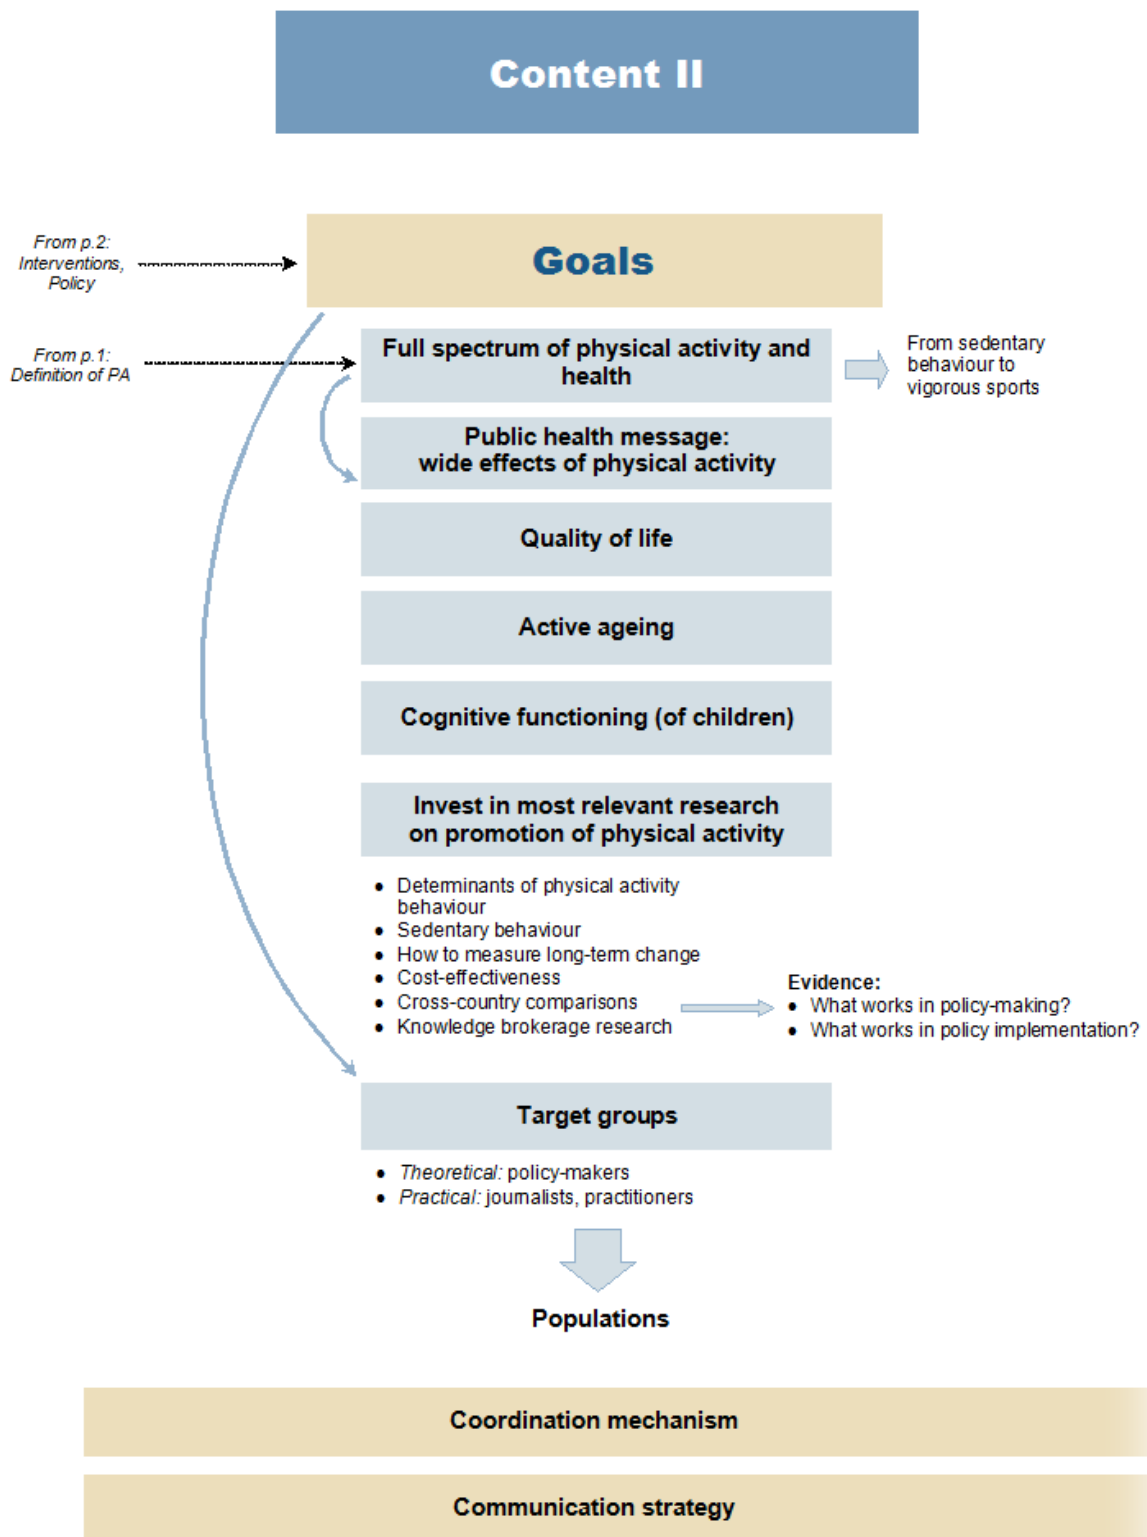 Content II
From p.2:
Interventions,
Policy
Goals
From p.1:
Definition of PA
Full spectrum of physical activity and
health
From sedentary
behaviour to
vigorous sports
Public health message:
wide effects of physical activity
Quality of life
Active ageing
Cognitive functioning (of children)
Invest in most relevant research
on promotion of physical activity
• Determinants of physical activity
behaviour
• Sedentary behaviour
• How to measure long-term change
• Cost-effectiveness
• Cross-country comparisons
• Knowledge brokerage research
Evidence:
• What works in policy-making?
• What works in policy implementation?
Target groups
• Theoretical: policy-makers
• Practical: journalists, practitioners
Populations
Coordination mechanism
Communication strategy